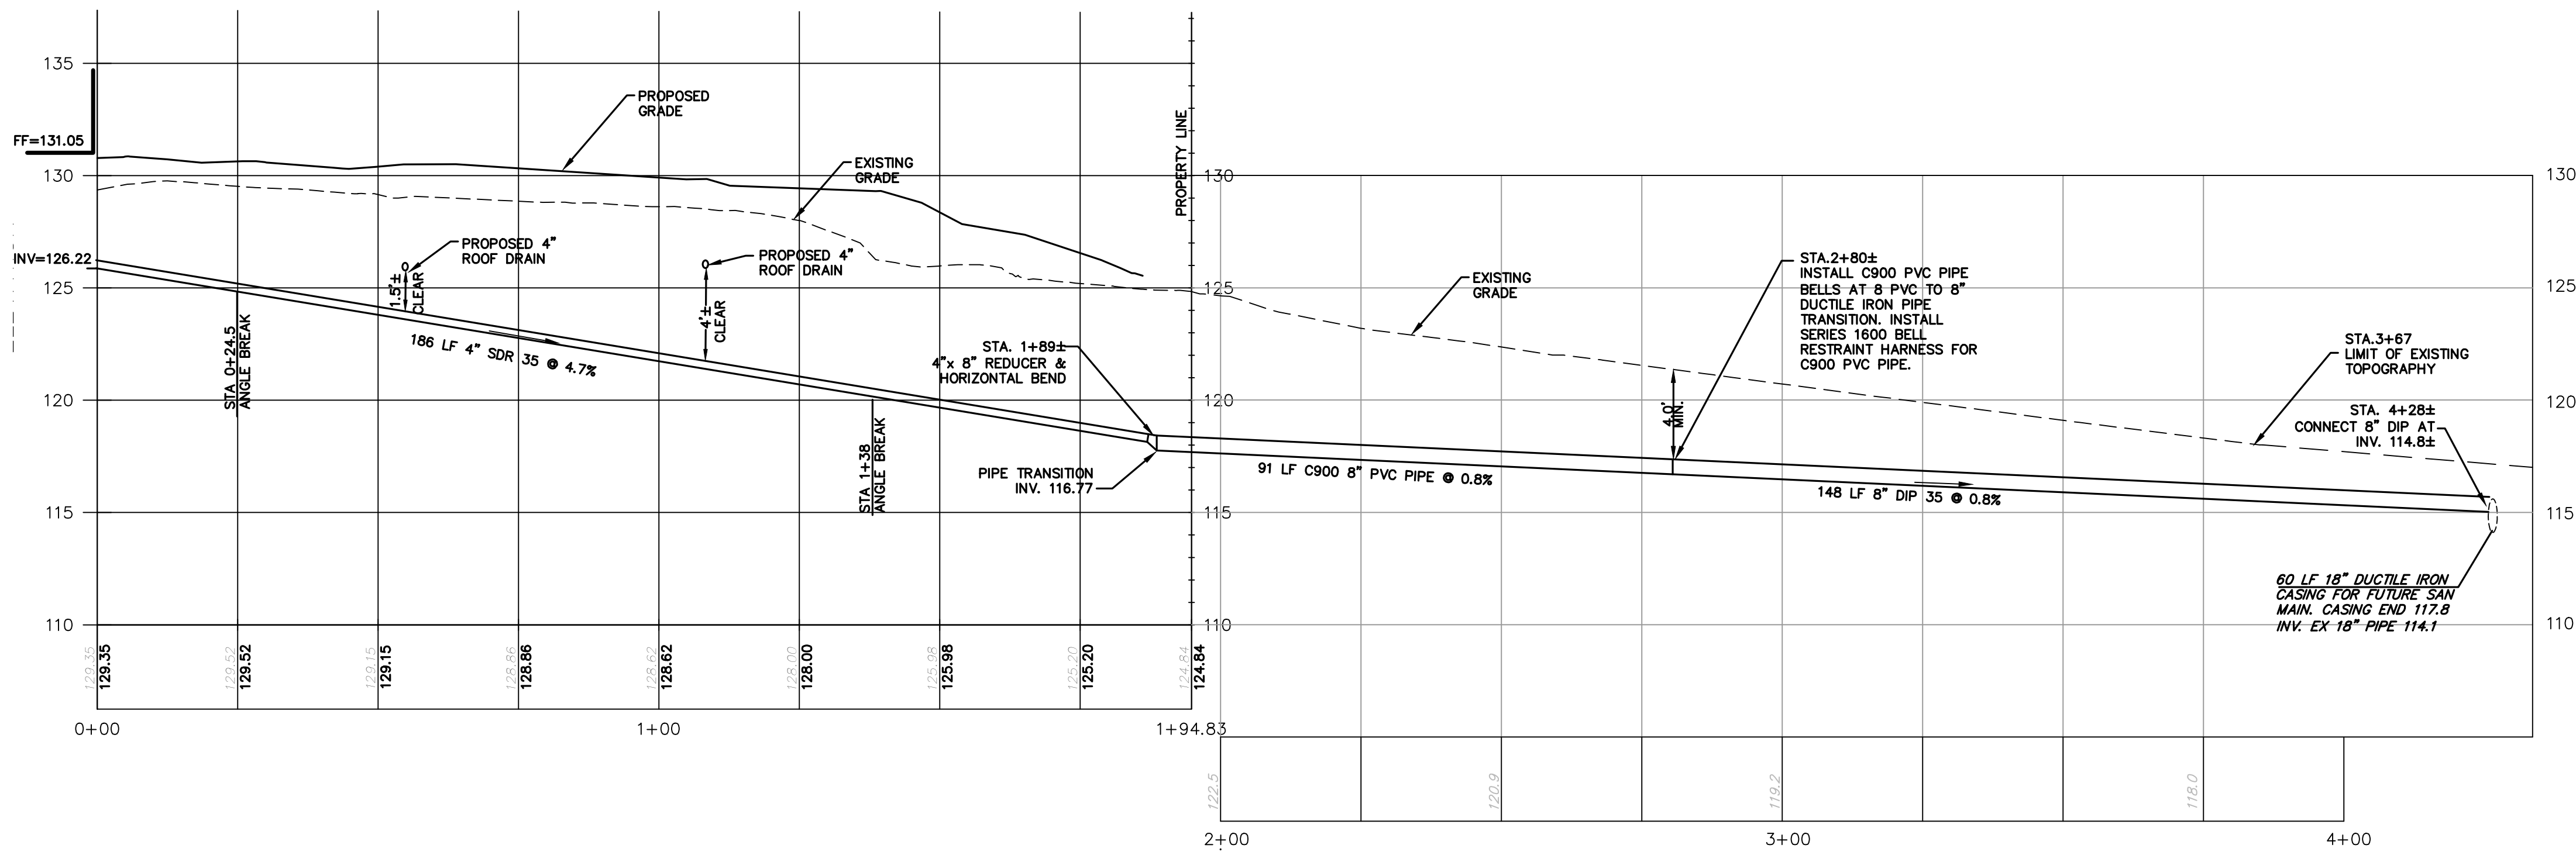 135
130
125
120
115
110
FF=131.05
INV=126.22
PROPOSED
GRADE
EXISTING
GRADE
PROPOSED 4”
ROOF DRAIN
1.5'±
CLEAR
PROPOSED 4”
ROOF DRAIN
4'±
CLEAR
186 LF 4” SDR 35 @ 4.7%
STA 0+24.5
ANGLE BREAK
STA 1+38
ANGLE BREAK
STA. 1+89±
4”x 8” REDUCER &
HORIZONTAL BEND
PIPE TRANSITION
INV. 116.77
PROPERTY LINE
130
125
120
115
110
EXISTING
GRADE
91 LF C900 8” PVC PIPE @ 0.8%
4.0'
MIN.
STA.2+80±
INSTALL C900 PVC PIPE
BELLS AT 8 PVC TO 8”
DUCTILE IRON PIPE
TRANSITION. INSTALL
SERIES 1600 BELL
RESTRAINT HARNESS FOR
C900 PVC PIPE.
148 LF 8” DIP 35 @ 0.8%
STA.3+67
LIMIT OF EXISTING
TOPOGRAPHY
STA. 4+28±
CONNECT 8” DIP AT
INV. 114.8±
60 LF 18” DUCTILE IRON
CASING FOR FUTURE SAN
MAIN. CASING END 117.8
INV. EX 18” PIPE 114.1
130
125
120
115
110
129.35
129.35
129.52
129.52
129.15
129.15
128.86
128.86
128.62
128.62
128.00
128.00
125.98
125.98
125.20
125.20
124.84
124.84
0+00
1+00
1+94.83
122.5
120.9
119.2
118.0
2+00
3+00
4+00